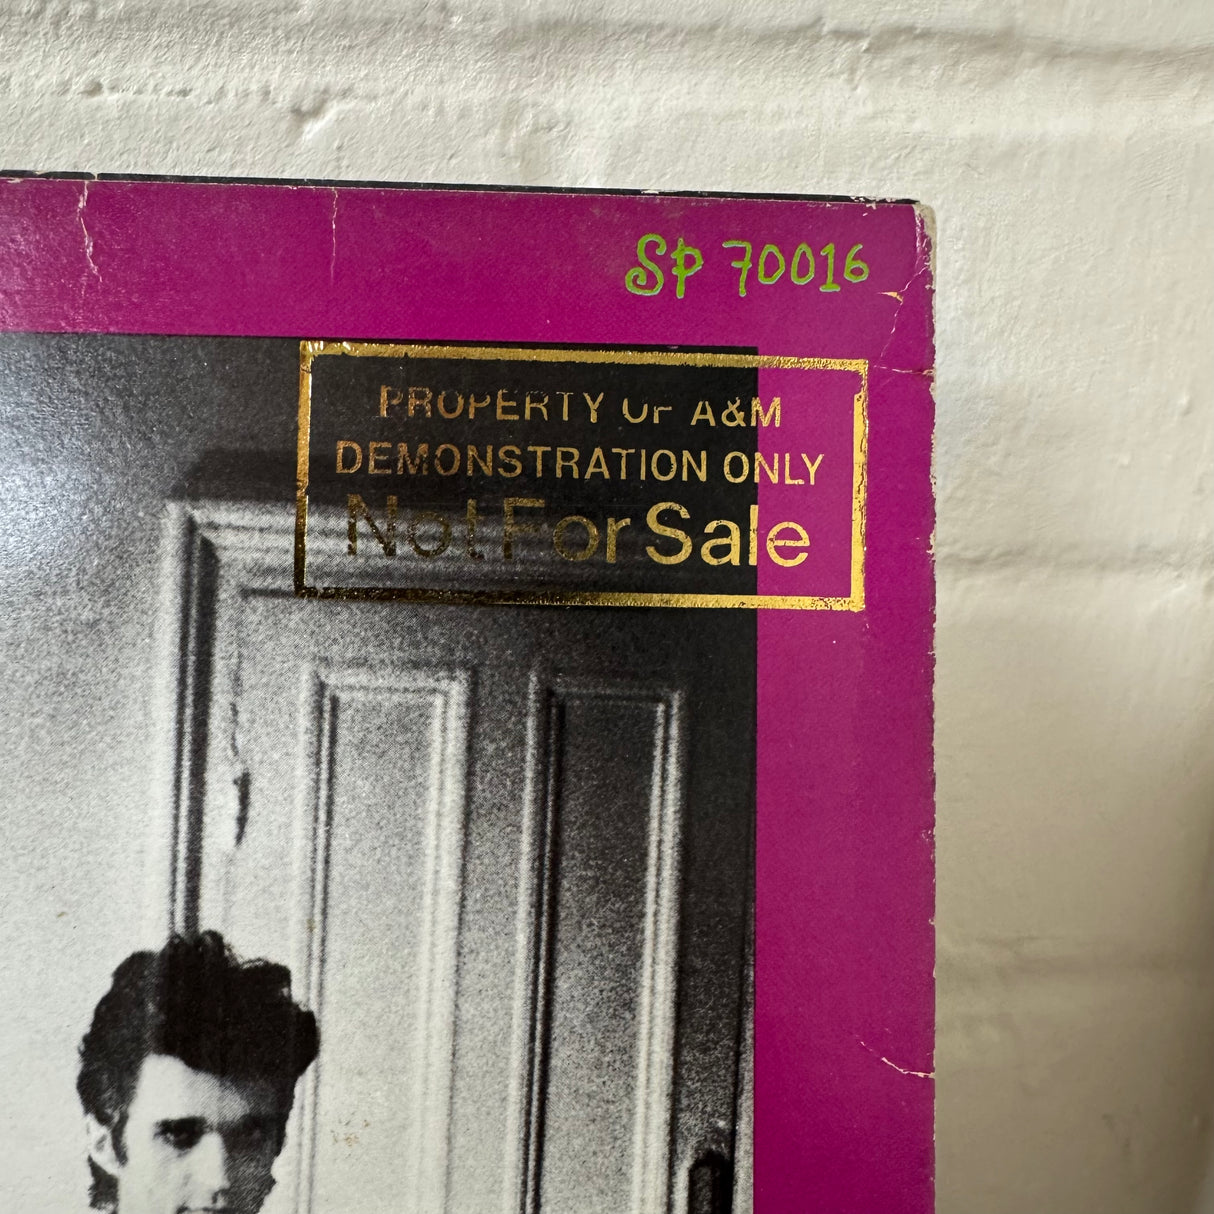 SP 70016
PROPERTY OF A&M
DEMONSTRATION ONLY
Not For Sale